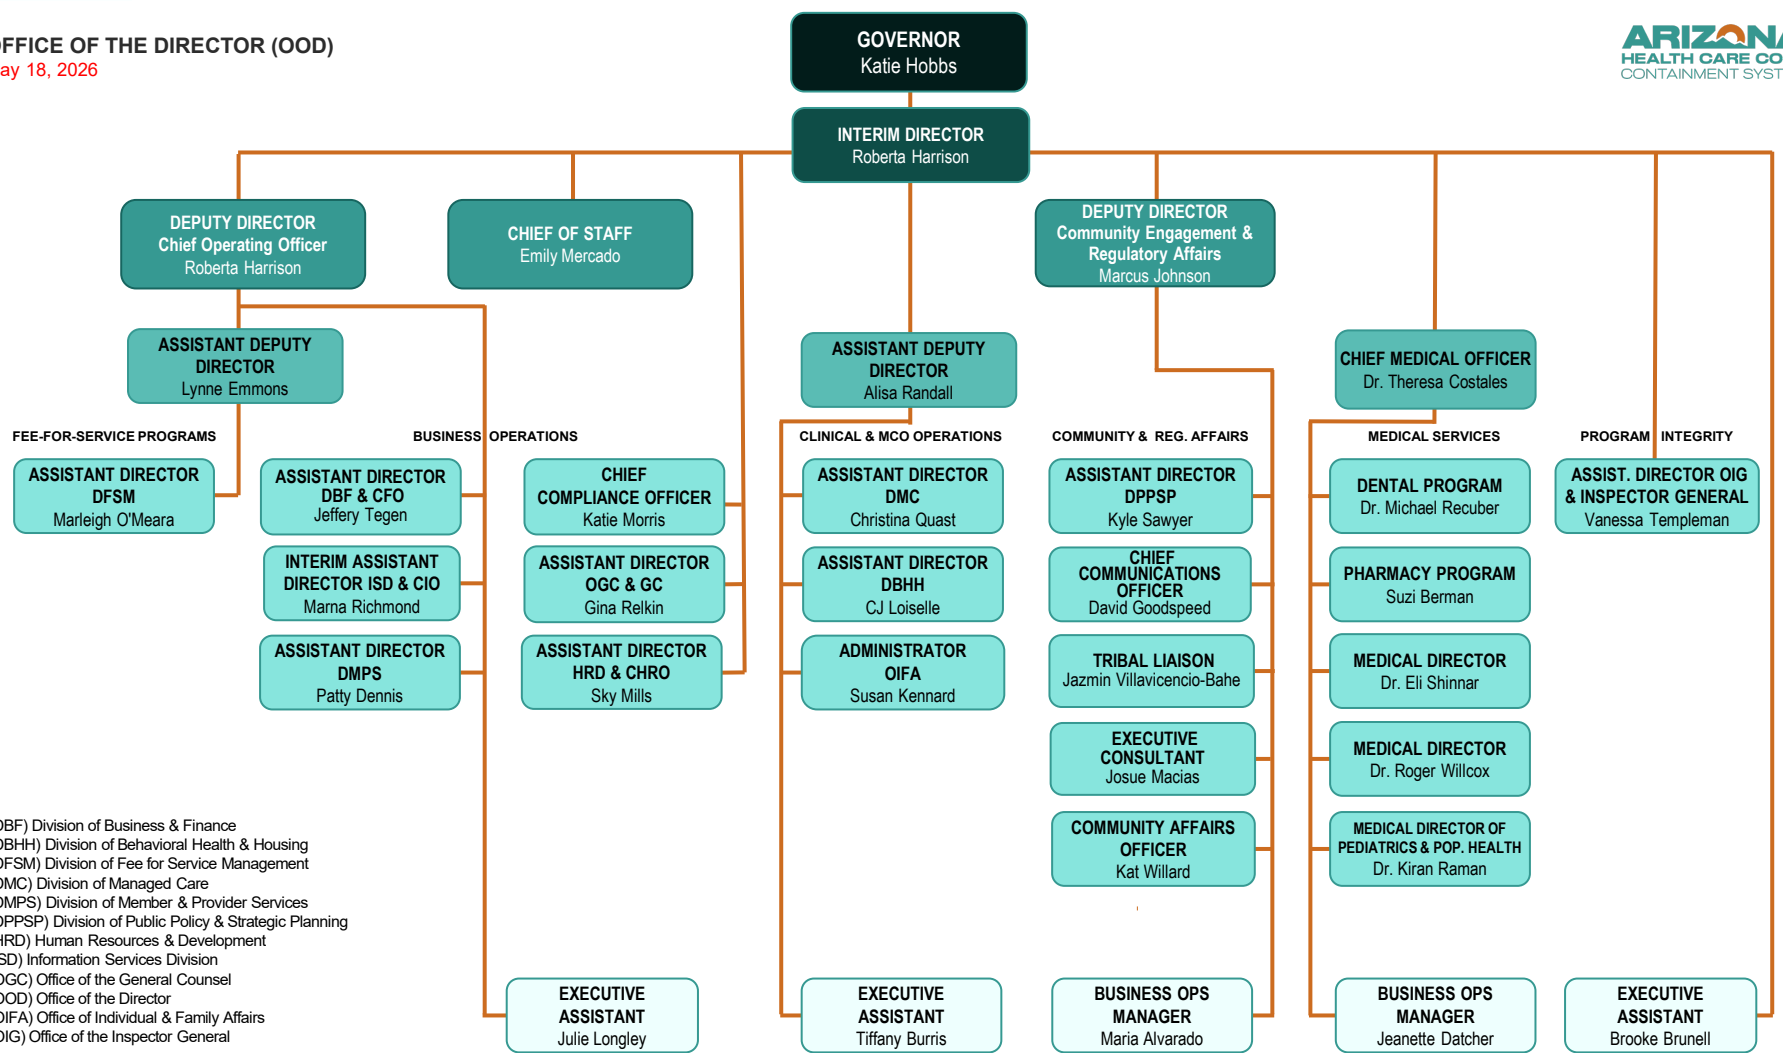 OFFICE OF THE DIRECTOR (OOD)
ay 18, 2026
GOVERNOR
Katie Hobbs
ARIZONA
HEALTH CARE CO
CONTAINMENT SYST
INTERIM DIRECTOR
Roberta Harrison
DEPUTY DIRECTOR
Chief Operating Officer
Roberta Harrison
CHIEF OF STAFF
Emily Mercado
DEPUTY DIRECTOR
Community Engagement &
Regulatory Affairs
Marcus Johnson
ASSISTANT DEPUTY
DIRECTOR
Lynne Emmons
ASSISTANT DEPUTY
DIRECTOR
Alisa Randall
CHIEF MEDICAL OFFICER
Dr. Theresa Costales
FEE-FOR-SERVICE PROGRAMS
ASSISTANT DIRECTOR
DFSM
Marleigh O'Meara
BUSINESS OPERATIONS
ASSISTANT DIRECTOR
DBF & CFO
Jeffery Tegen
INTERIM ASSISTANT
DIRECTOR ISD & CIO
Marna Richmond
ASSISTANT DIRECTOR
DMPS
Patty Dennis
CHIEF
COMPLIANCE OFFICER
Katie Morris
ASSISTANT DIRECTOR
OGC & GC
Gina Relkin
ASSISTANT DIRECTOR
HRD & CHRO
Sky Mills
CLINICAL & MCO OPERATIONS
ASSISTANT DIRECTOR
DMC
Christina Quast
ASSISTANT DIRECTOR
DBHH
CJ Loiselle
ADMINISTRATOR
OIFA
Susan Kennard
COMMUNITY & REG. AFFAIRS
ASSISTANT DIRECTOR
DPPSP
Kyle Sawyer
CHIEF
COMMUNICATIONS
OFFICER
David Goodspeed
TRIBAL LIAISON
Jazmin Villavicencio-Bahe
EXECUTIVE
CONSULTANT
Josue Macias
COMMUNITY AFFAIRS
OFFICER
Kat Willard
MEDICAL SERVICES
DENTAL PROGRAM
Dr. Michael Recuber
PHARMACY PROGRAM
Suzi Berman
MEDICAL DIRECTOR
Dr. Eli Shinnar
MEDICAL DIRECTOR
Dr. Roger Willcox
MEDICAL DIRECTOR OF
PEDIATRICS & POP. HEALTH
Dr. Kiran Raman
PROGRAM INTEGRITY
ASSIST. DIRECTOR OIG
& INSPECTOR GENERAL
Vanessa Templeman
DBF) Division of Business & Finance
DBHH) Division of Behavioral Health & Housing
DFSM) Division of Fee for Service Management
DMC) Division of Managed Care
DMPS) Division of Member & Provider Services
DPPSP) Division of Public Policy & Strategic Planning
HRD) Human Resources & Development
ISD) Information Services Division
OGC) Office of the General Counsel
OOD) Office of the Director
OIFA) Office of Individual & Family Affairs
OIG) Office of the Inspector General
EXECUTIVE
ASSISTANT
Julie Longley
EXECUTIVE
ASSISTANT
Tiffany Burris
BUSINESS OPS
MANAGER
Maria Alvarado
BUSINESS OPS
MANAGER
Jeanette Datcher
EXECUTIVE
ASSISTANT
Brooke Brunell